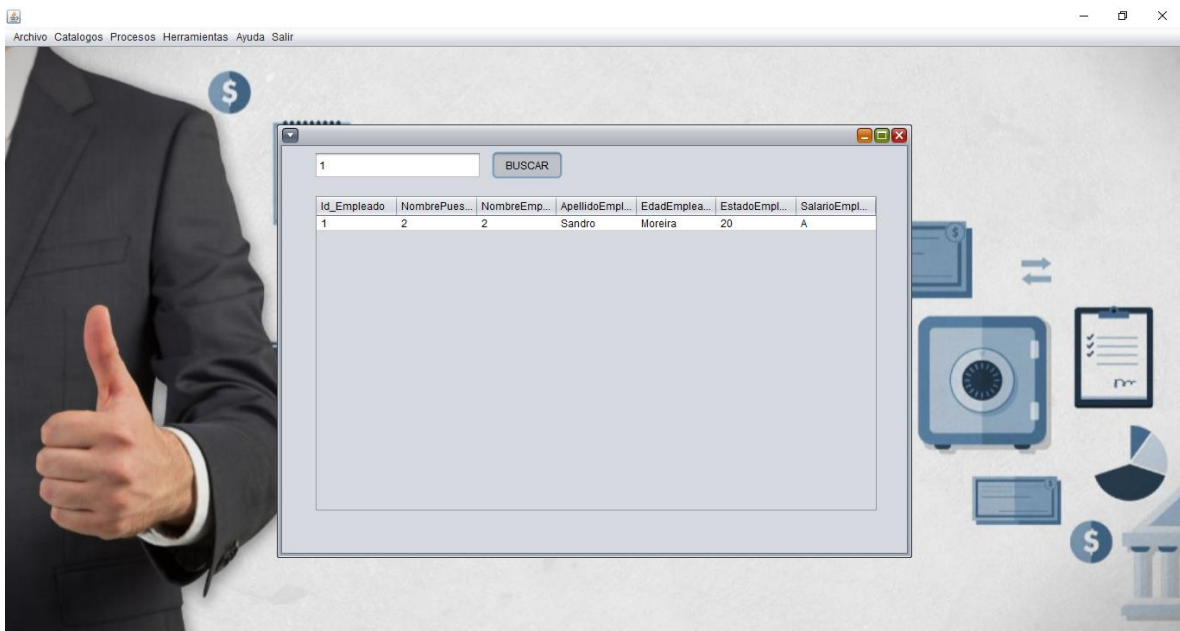 Archivo Catalogos Procesos Herramientas Ayuda Salir
$
1 BUSCAR
Id_Empleado NombrePues... NombreEmp... ApellidoEmpl... EdadEmplea... EstadoEmpl... SalarioEmpl...
1 2 2 Sandro Moreira 20 A
$
$